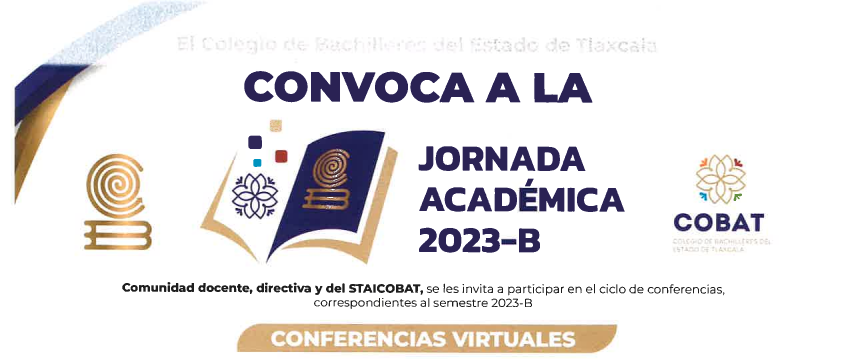 El Colegio de Bachilleres del Estado de Tlaxcala
CONVOCA A LA
JORNADA
ACADÉMICA
2023-B
COBAT
COLEGIO DE BACHILLERES DEL
ESTADO DE TLAXCALA
Comunidad docente, directiva y del STAICOBAT, se les invita a participar en el ciclo de conferencias,
correspondientes al semestre 2023-B
CONFERENCIAS VIRTUALES